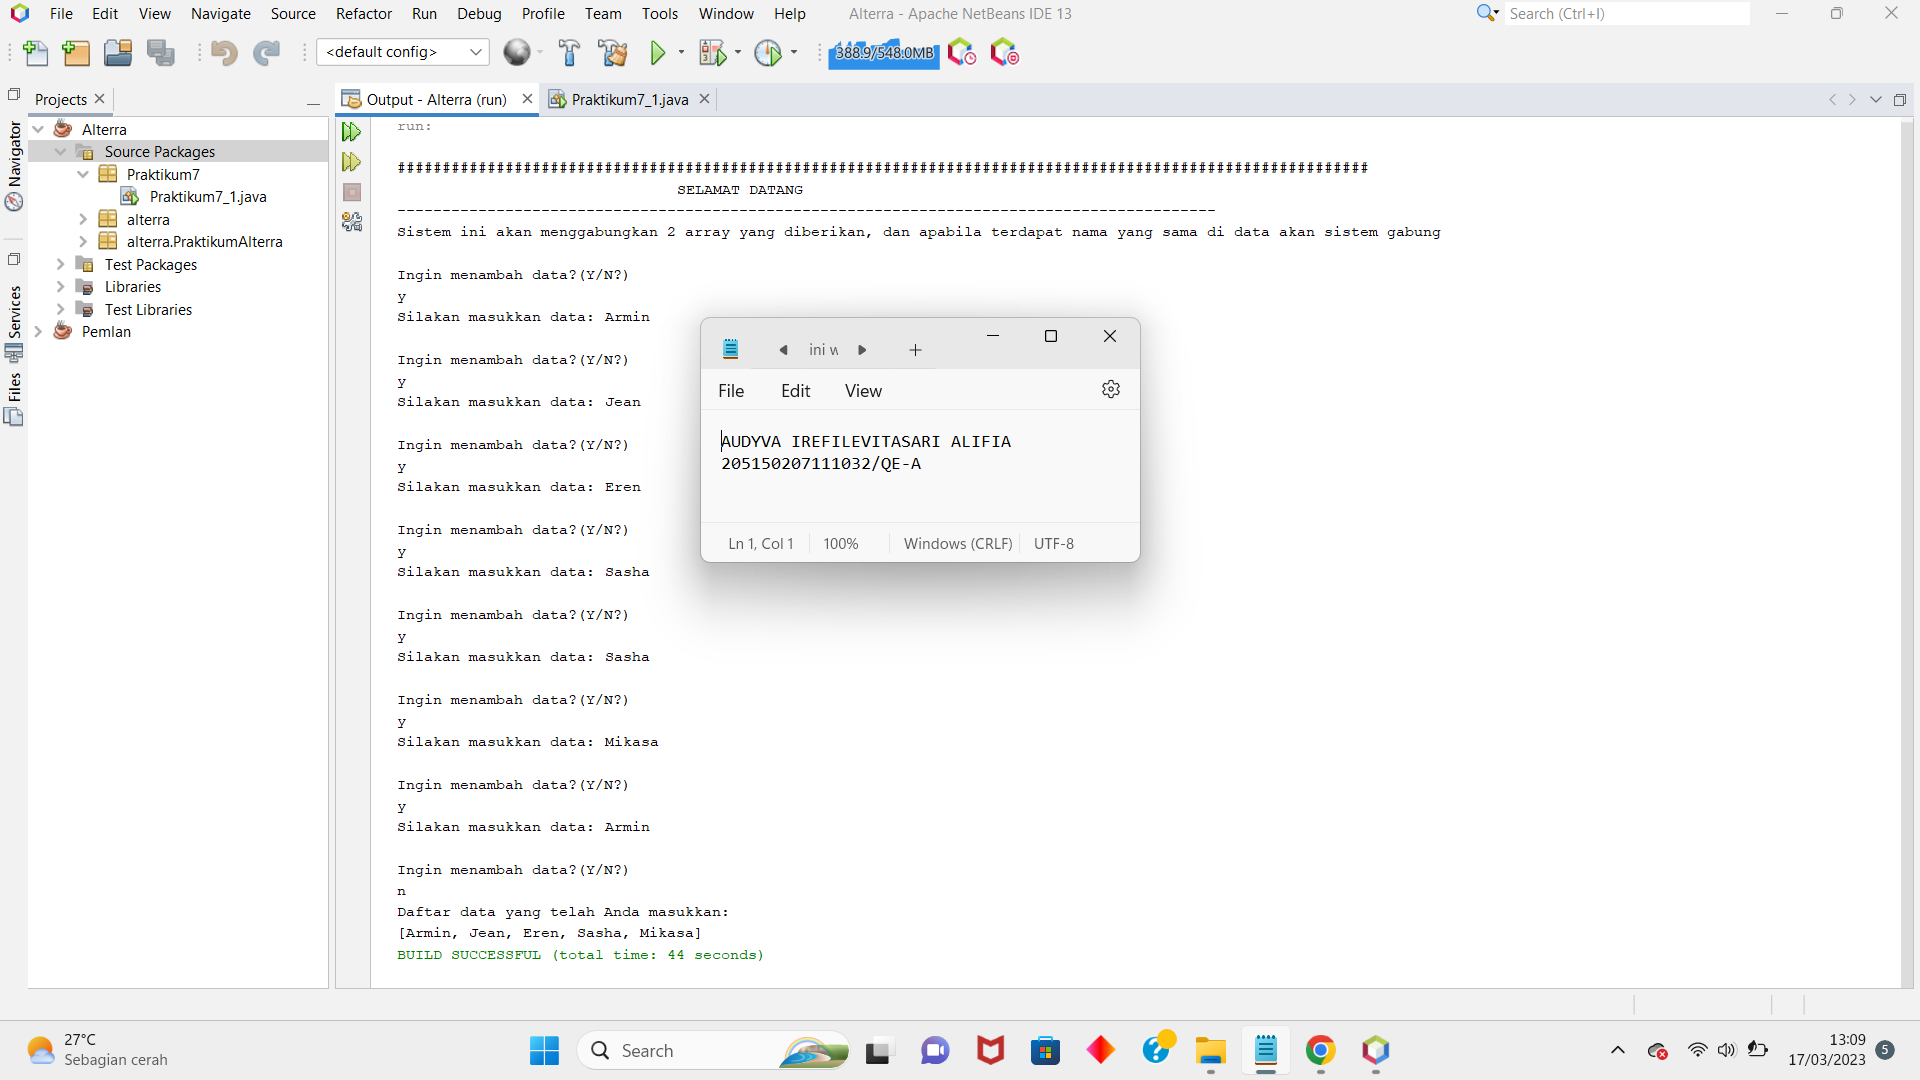 File Edit View Navigate Source Refactor Run Debug Profile Team Tools Window Help Alterra - Apache NetBeans IDE 13 Search (Ctrl+I)
<default config> 388.9/548.0MB
Projects Output - Alterra (run) Praktikum7_1.java
Navigator
Services
Files
Alterra
Source Packages
Praktikum7
Praktikum7_1.java
alterra
alterra.PraktikumAlterra
Test Packages
Libraries
Test Libraries
Pemlan
run:
############################################################################################################
SELAMAT DATANG
-------------------------------------------------------------------------------------------
Sistem ini akan menggabungkan 2 array yang diberikan, dan apabila terdapat nama yang sama di data akan sistem gabung
Ingin menambah data?(Y/N?)
y
Silakan masukkan data: Armin
Ingin menambah data?(Y/N?)
y
Silakan masukkan data: Jean
Ingin menambah data?(Y/N?)
y
Silakan masukkan data: Eren
Ingin menambah data?(Y/N?)
y
Silakan masukkan data: Sasha
Ingin menambah data?(Y/N?)
y
Silakan masukkan data: Sasha
Ingin menambah data?(Y/N?)
y
Silakan masukkan data: Mikasa
Ingin menambah data?(Y/N?)
y
Silakan masukkan data: Armin
Ingin menambah data?(Y/N?)
n
Daftar data yang telah Anda masukkan:
[Armin, Jean, Eren, Sasha, Mikasa]
BUILD SUCCESSFUL (total time: 44 seconds)
ini w
File Edit View
AUDYVA IREFILEVITASARI ALIFIA
205150207111032/QE-A
Ln 1, Col 1 100% Windows (CRLF) UTF-8
27°C
Sebagian cerah
Search
13:09
17/03/2023
5